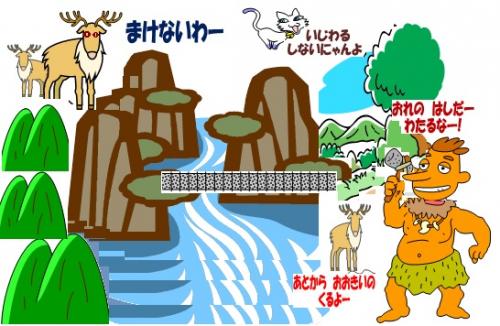 まけないわー
いじわる
しないにゃんよ
おれの はしだー
わたるなー!
あとから おおきいの
くるよー